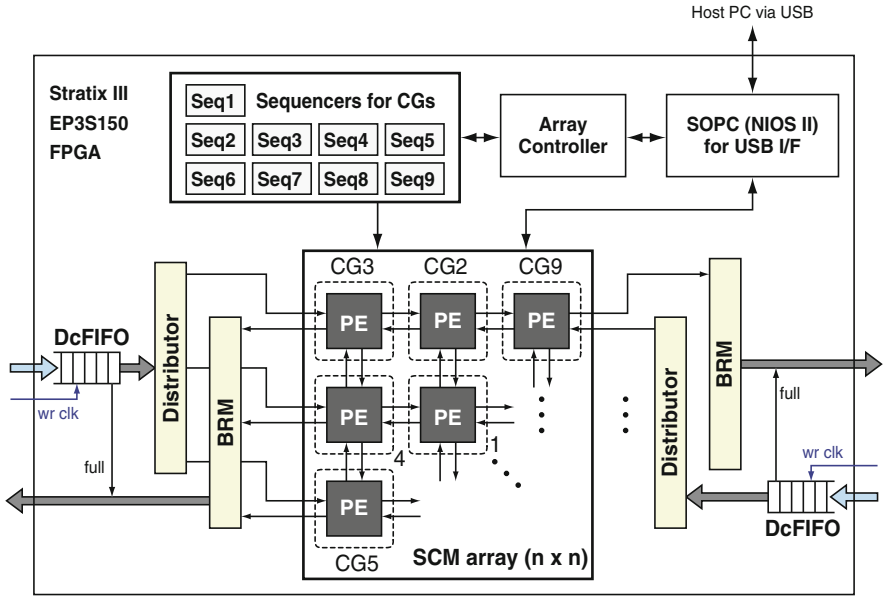 Host PC via USB
Stratix III
EP3S150
FPGA
Seq1 Sequencers for CGs
Seq2 Seq3 Seq4 Seq5
Seq6 Seq7 Seq8 Seq9
Array
Controller
SOPC (NIOS II)
for USB I/F
CG3 CG2 CG9
PE PE PE
DcFIFO
wr clk
full
Distributor
BRM
PE PE
4
1
PE
CG5
SCM array (n x n)
Distributor
BRM
full
wr clk
DcFIFO